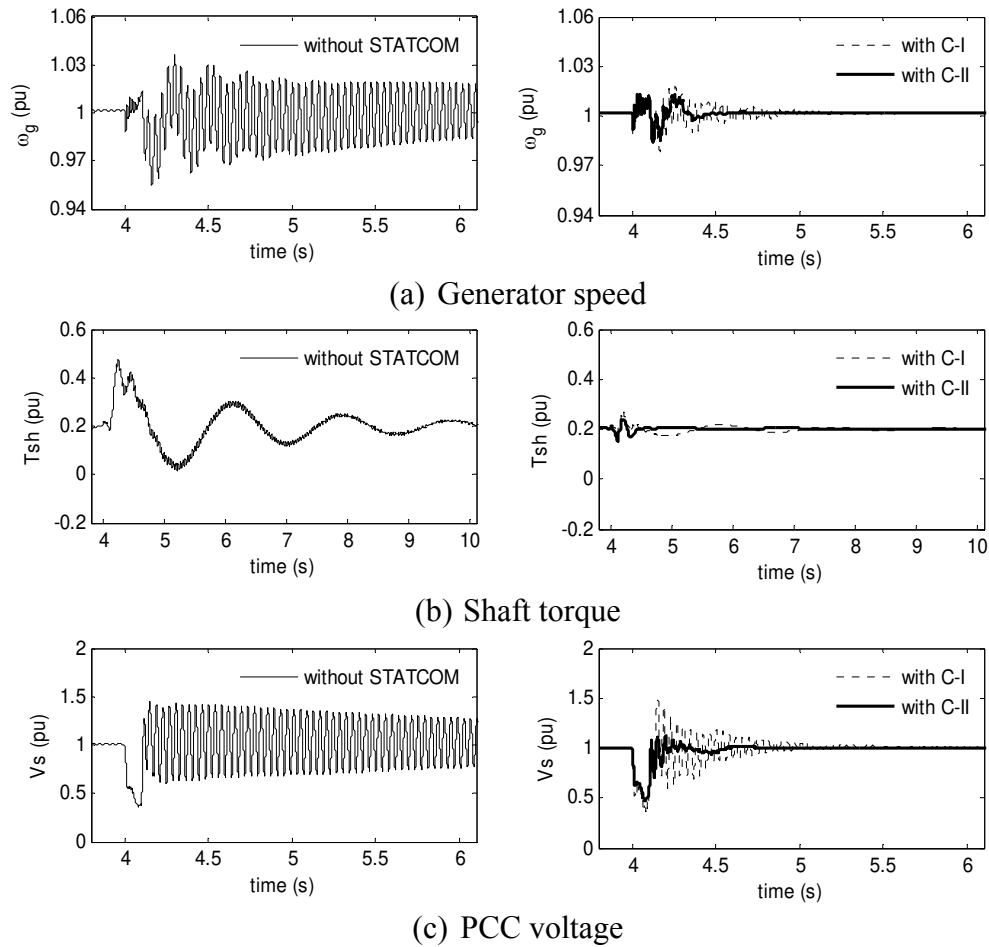 1.06
1.03
1
0.97
0.94
ωg (pu)
without STATCOM
4
4.5
5
5.5
6
time (s)
1.06
1.03
1
0.97
0.94
ωg (pu)
with C-I
with C-II
4
4.5
5
5.5
6
time (s)
(a) Generator speed
0.6
0.4
0.2
0
-0.2
Tsh (pu)
without STATCOM
4
5
6
7
8
9
10
time (s)
0.6
0.4
0.2
0
-0.2
Tsh (pu)
with C-I
with C-II
4
5
6
7
8
9
10
time (s)
(b) Shaft torque
2
1.5
1
0.5
0
Vs (pu)
without STATCOM
4
4.5
5
5.5
6
time (s)
2
1.5
1
0.5
0
Vs (pu)
with C-I
with C-II
4
4.5
5
5.5
6
time (s)
(c) PCC voltage